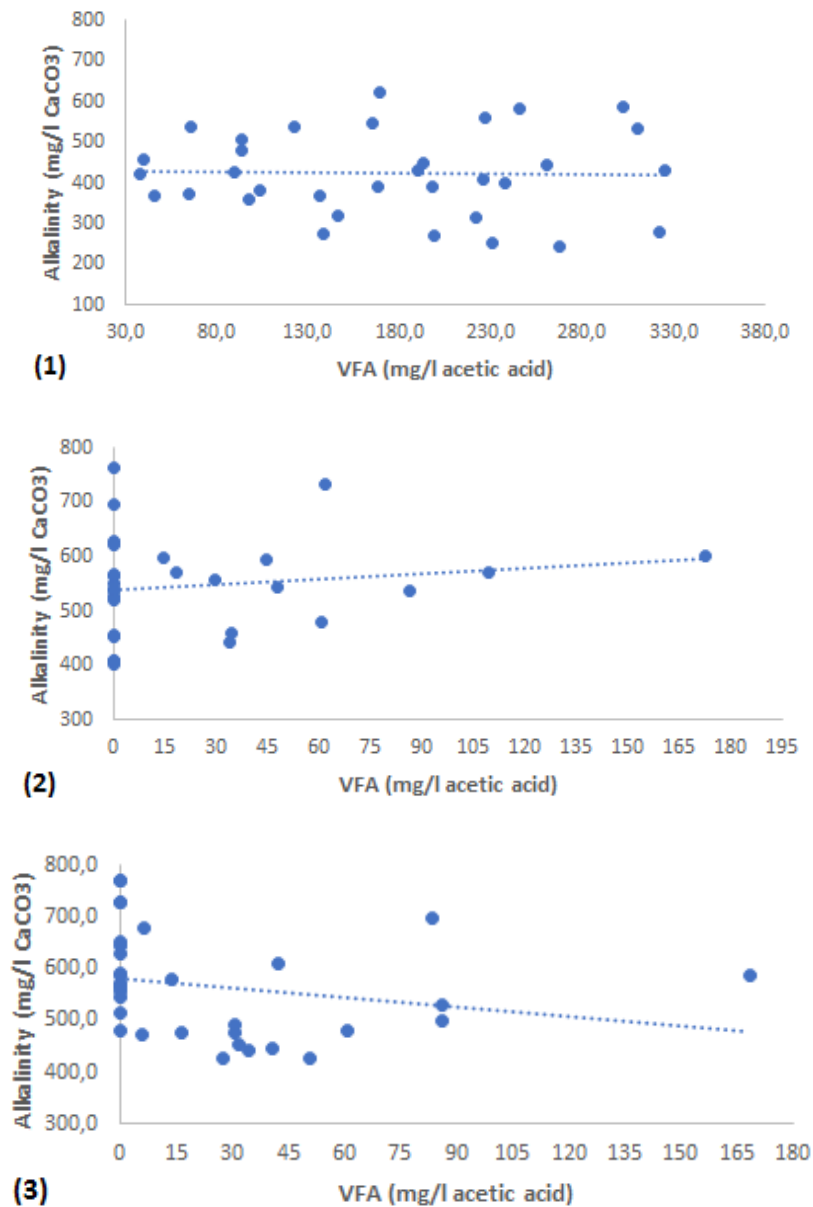 800
700
600
500
400
300
200
100
Alkalinity (mg/l CaCO3)
30,0 80,0 130,0 180,0 230,0 280,0 330,0 380,0
VFA (mg/l acetic acid)
(1)
800
700
600
500
400
300
Alkalinity (mg/l CaCO3)
0 15 30 45 60 75 90 105 120 135 150 165 180 195
VFA (mg/l acetic acid)
(2)
800,0
700,0
600,0
500,0
400,0
300,0
Alkalinity (mg/l CaCO3)
0 15 30 45 60 75 90 105 120 135 150 165 180
VFA (mg/l acetic acid)
(3)